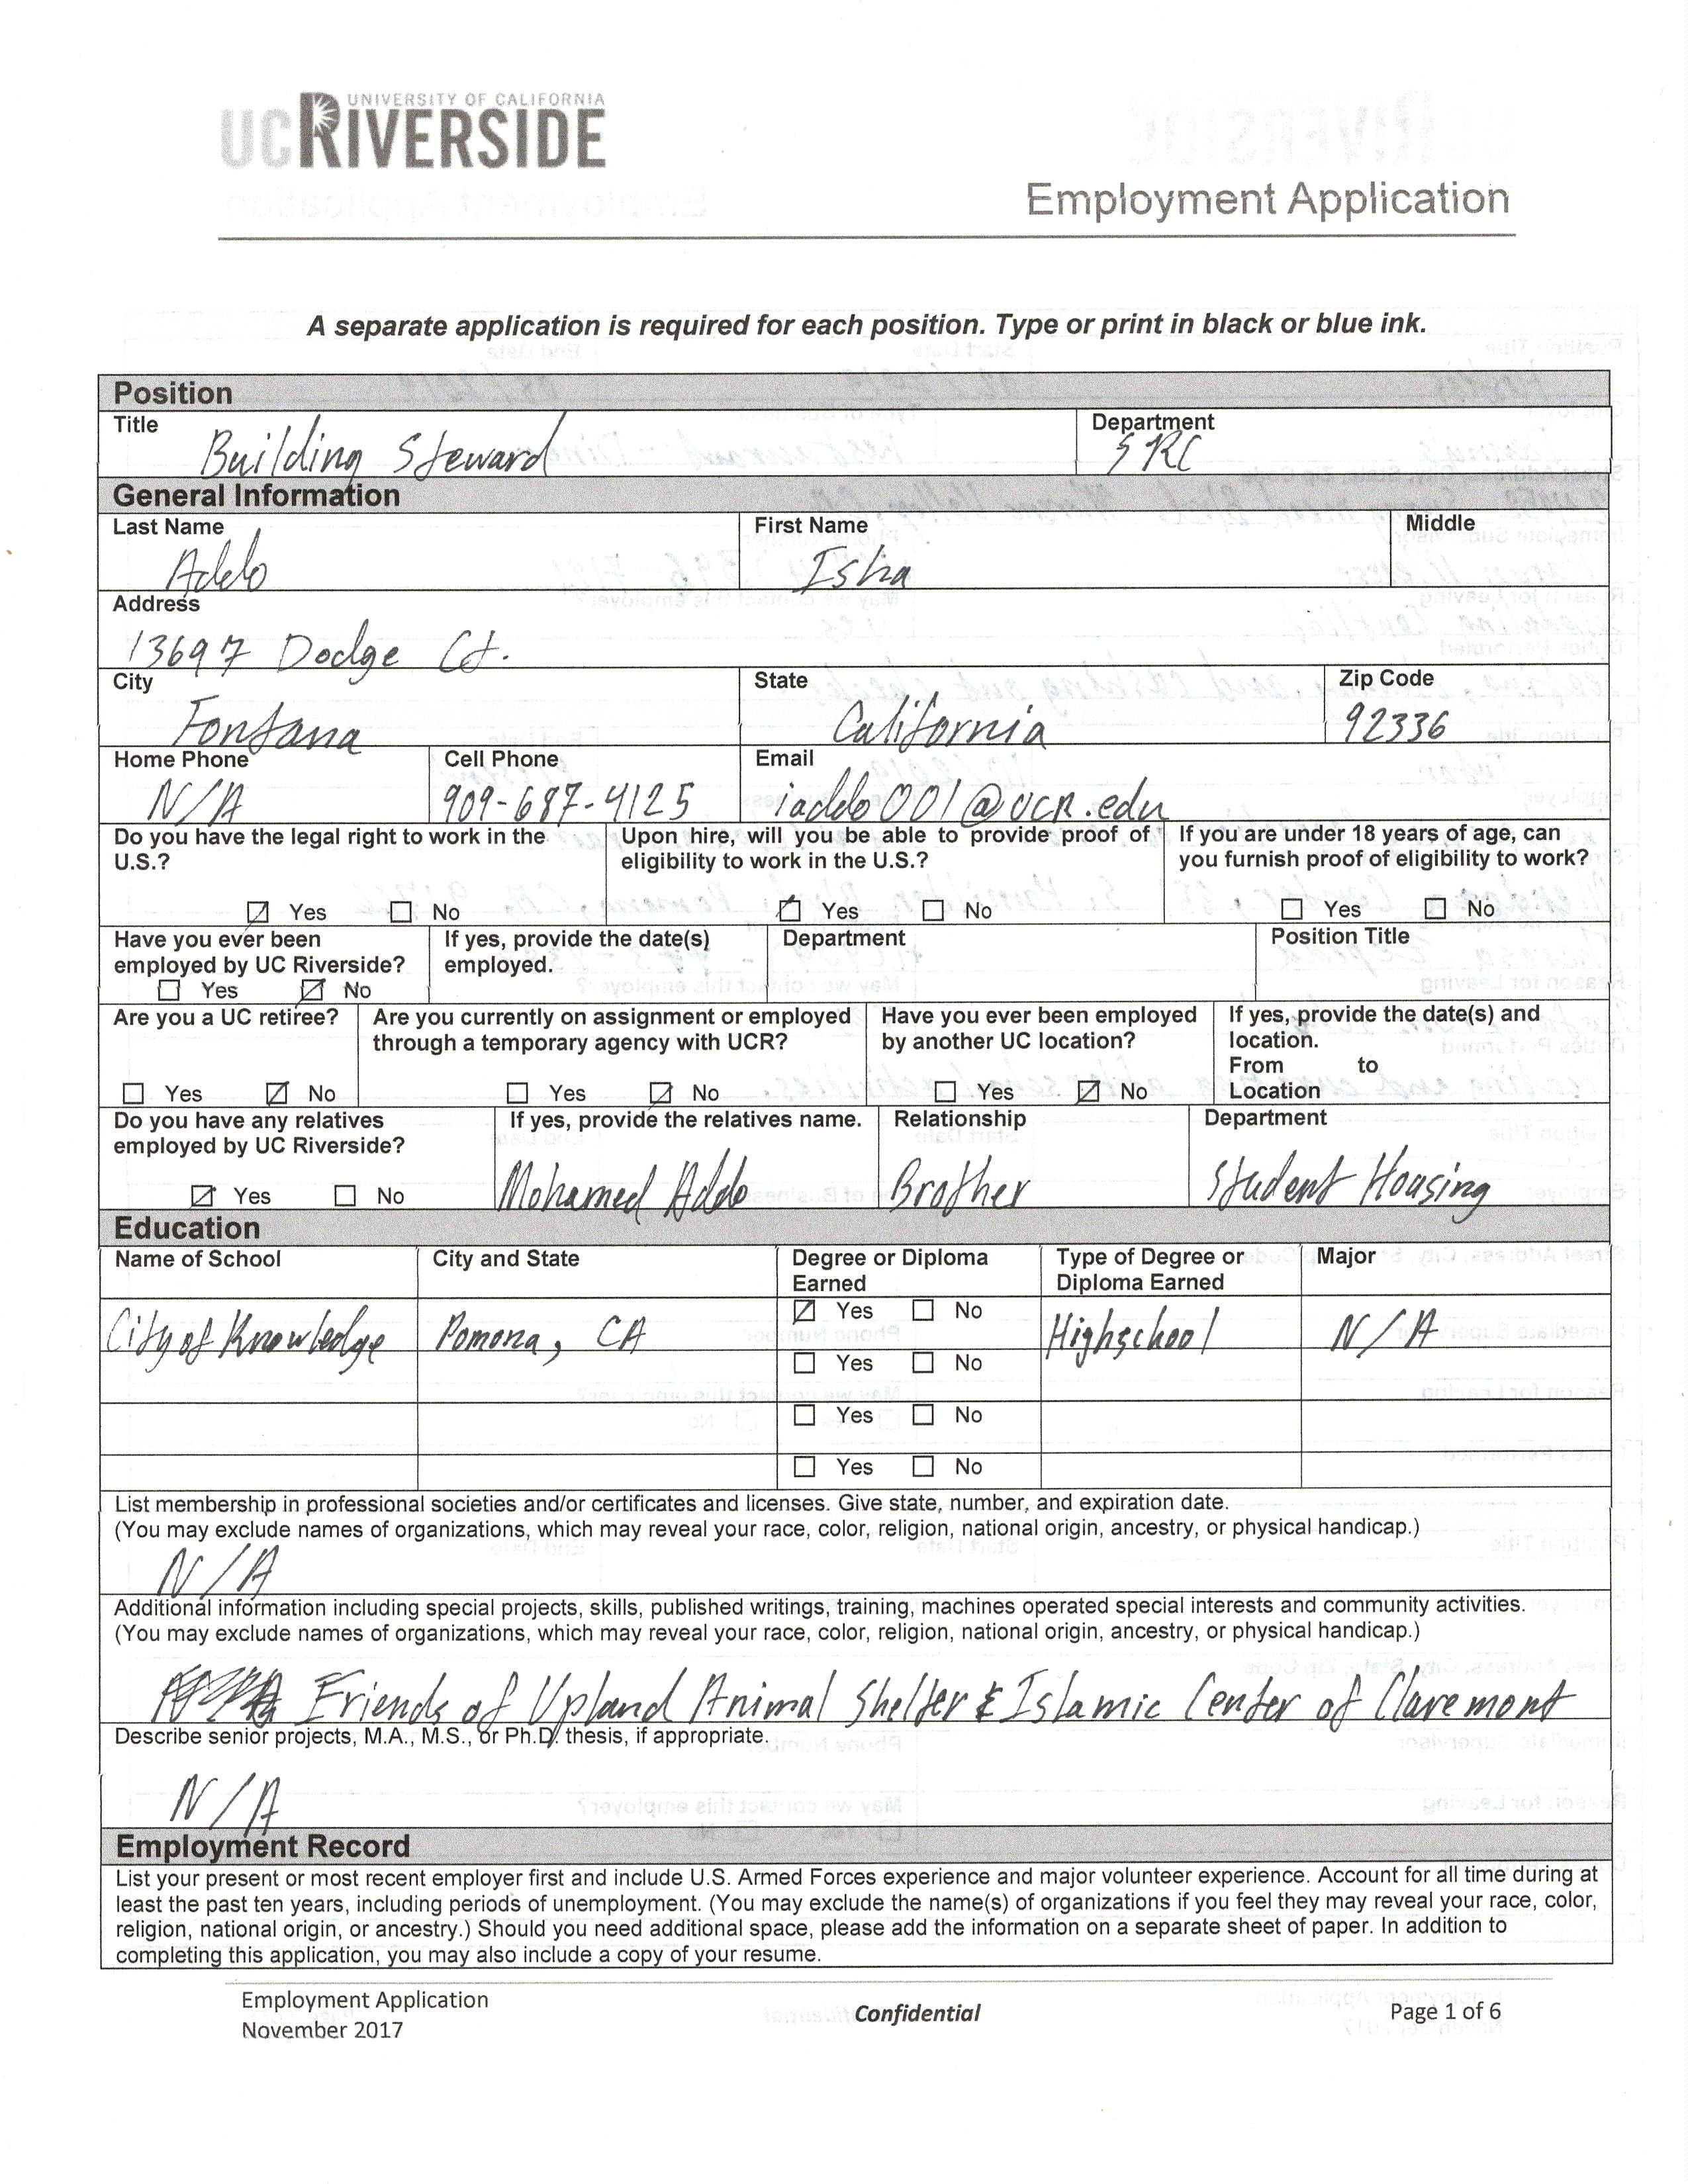 UNIVERSITY OF CALIFORNIA
UCRIVERSIDE
Employment Application
A separate application is required for each position. Type or print in black or blue ink.
Position
Title Department
Building Steward SRC
General Information
Last Name First Name Middle
Addo Isha
Address
13697 Dodge Ct.
City State Zip Code
Fontana California 92336
Home Phone Cell Phone Email
N/A 909-687-4125 iaddo001@ucr.edu
Do you have the legal right to work in the Upon hire, will you be able to provide proof of If you are under 18 years of age, can
U.S.? eligibility to work in the U.S.? you furnish proof of eligibility to work?
Yes No Yes No Yes No
Have you ever been If yes, provide the date(s) Department Position Title
employed by UC Riverside? employed.
Yes No
Are you a UC retiree? Are you currently on assignment or employed Have you ever been employed If yes, provide the date(s) and
through a temporary agency with UCR? by another UC location? location.
From to
Yes No Yes No Yes No Location
Do you have any relatives If yes, provide the relatives name. Relationship Department
employed by UC Riverside?
Yes No Mohamed Addo Brother Student Housing
Education
Name of School City and State Degree or Diploma Type of Degree or Major
Earned Diploma Earned
City of Knowledge Pomona, CA Yes No Highschool N/A
Yes No
Yes No
Yes No
List membership in professional societies and/or certificates and licenses. Give state, number, and expiration date.
(You may exclude names of organizations, which may reveal your race, color, religion, national origin, ancestry, or physical handicap.)
N/A
Additional information including special projects, skills, published writings, training, machines operated special interests and community activities.
(You may exclude names of organizations, which may reveal your race, color, religion, national origin, ancestry, or physical handicap.)
Friends of Upland Animal Shelter & Islamic Center of Claremont
Describe senior projects, M.A., M.S., or Ph.D. thesis, if appropriate.
N/A
Employment Record
List your present or most recent employer first and include U.S. Armed Forces experience and major volunteer experience. Account for all time during at
least the past ten years, including periods of unemployment. (You may exclude the name(s) of organizations if you feel they may reveal your race, color,
religion, national origin, or ancestry.) Should you need additional space, please add the information on a separate sheet of paper. In addition to
completing this application, you may also include a copy of your resume.
Employment Application
November 2017
Confidential
Page 1 of 6